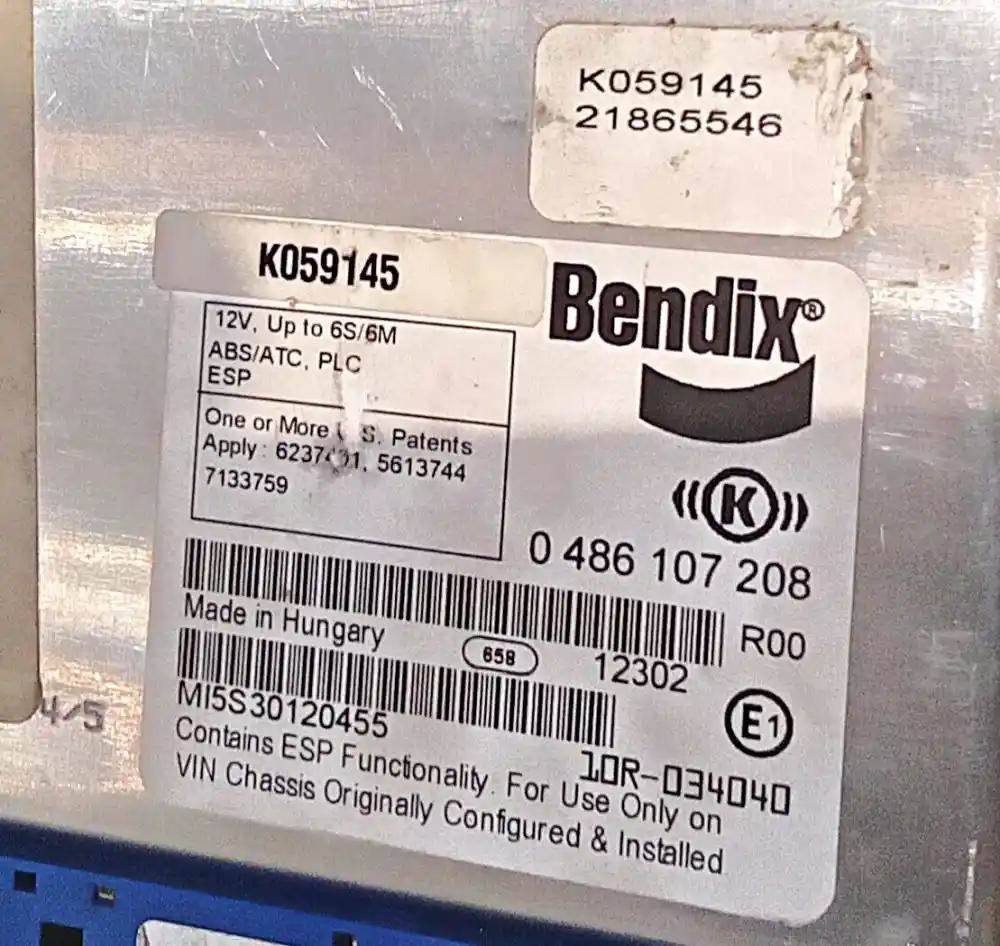 K059145
21865546
K059145
Bendix®
12V, Up to 6S/6M
ABS/ATC, PLC
ESP
One or More S. Patents
Apply : 5613744
7133759
K
0 486 107 208
R00
Made in Hungary
658
12302
MI5S30120455
E1
10R-034040
Contains ESP Functionality. For Use Only on
VIN Chassis Originally Configured & Installed
4/5